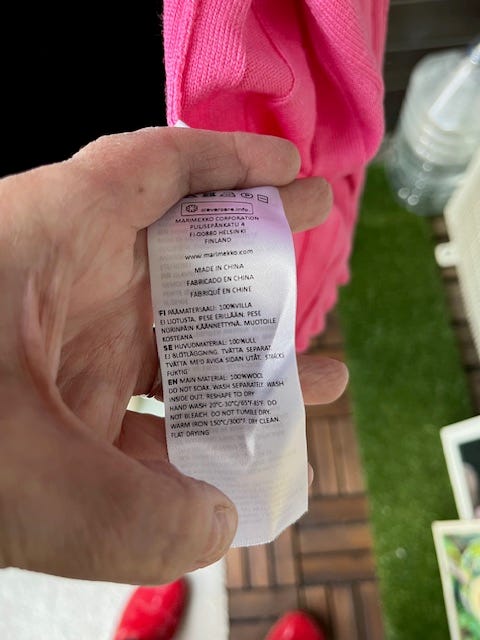 clevercare.info
MARIMEKKO CORPORATION
PUUSEPÄNKATU 4
FI-00880 HELSINKI
FINLAND
www.marimekko.com
MADE IN CHINA
FABRICADO EN CHINA
FABRIQUÉ EN CHINE
FI PÄÄMATERIAALI: 100%VILLA
EI LIOTUSTA. PESE ERILLÄÄN. PESE
NURINPÄIN KÄÄNNETTYNÄ. MUOTOILE
KOSTEANA
SE HUVUDMATERIAL: 100%ULL
EJ BLÖTLÄGGNING. TVÄTTA SEPARAT.
TVÄTTA MED AVIGA SIDAN UTÅT. STRÄCKS
FUKTIG
EN MAIN MATERIAL: 100%WOOL
DO NOT SOAK. WASH SEPARATELY. WASH
INSIDE OUT. RESHAPE TO DRY
HAND WASH 20°C-30°C/65°F-85°F. DO
NOT BLEACH. DO NOT TUMBLE DRY.
WARM IRON 150°C/300°F. DRY CLEAN.
FLAT DRYING